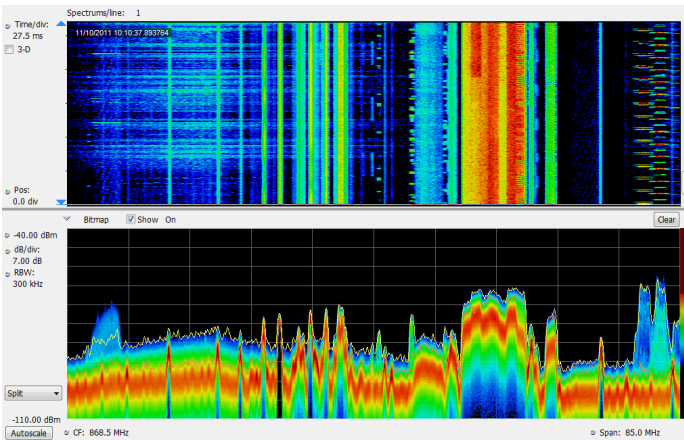 Spectrums/line: 1
Time/div:
27.5 ms
3-D
11/10/2011 10:10:37.893764
Pos:
0.0 div
Bitmap Show On Clear
-40.00 dBm
dB/div:
7.00 dB
RBW:
300 kHz
Split
-110.00 dBm
Autoscale CF: 868.5 MHz Span: 85.0 MHz